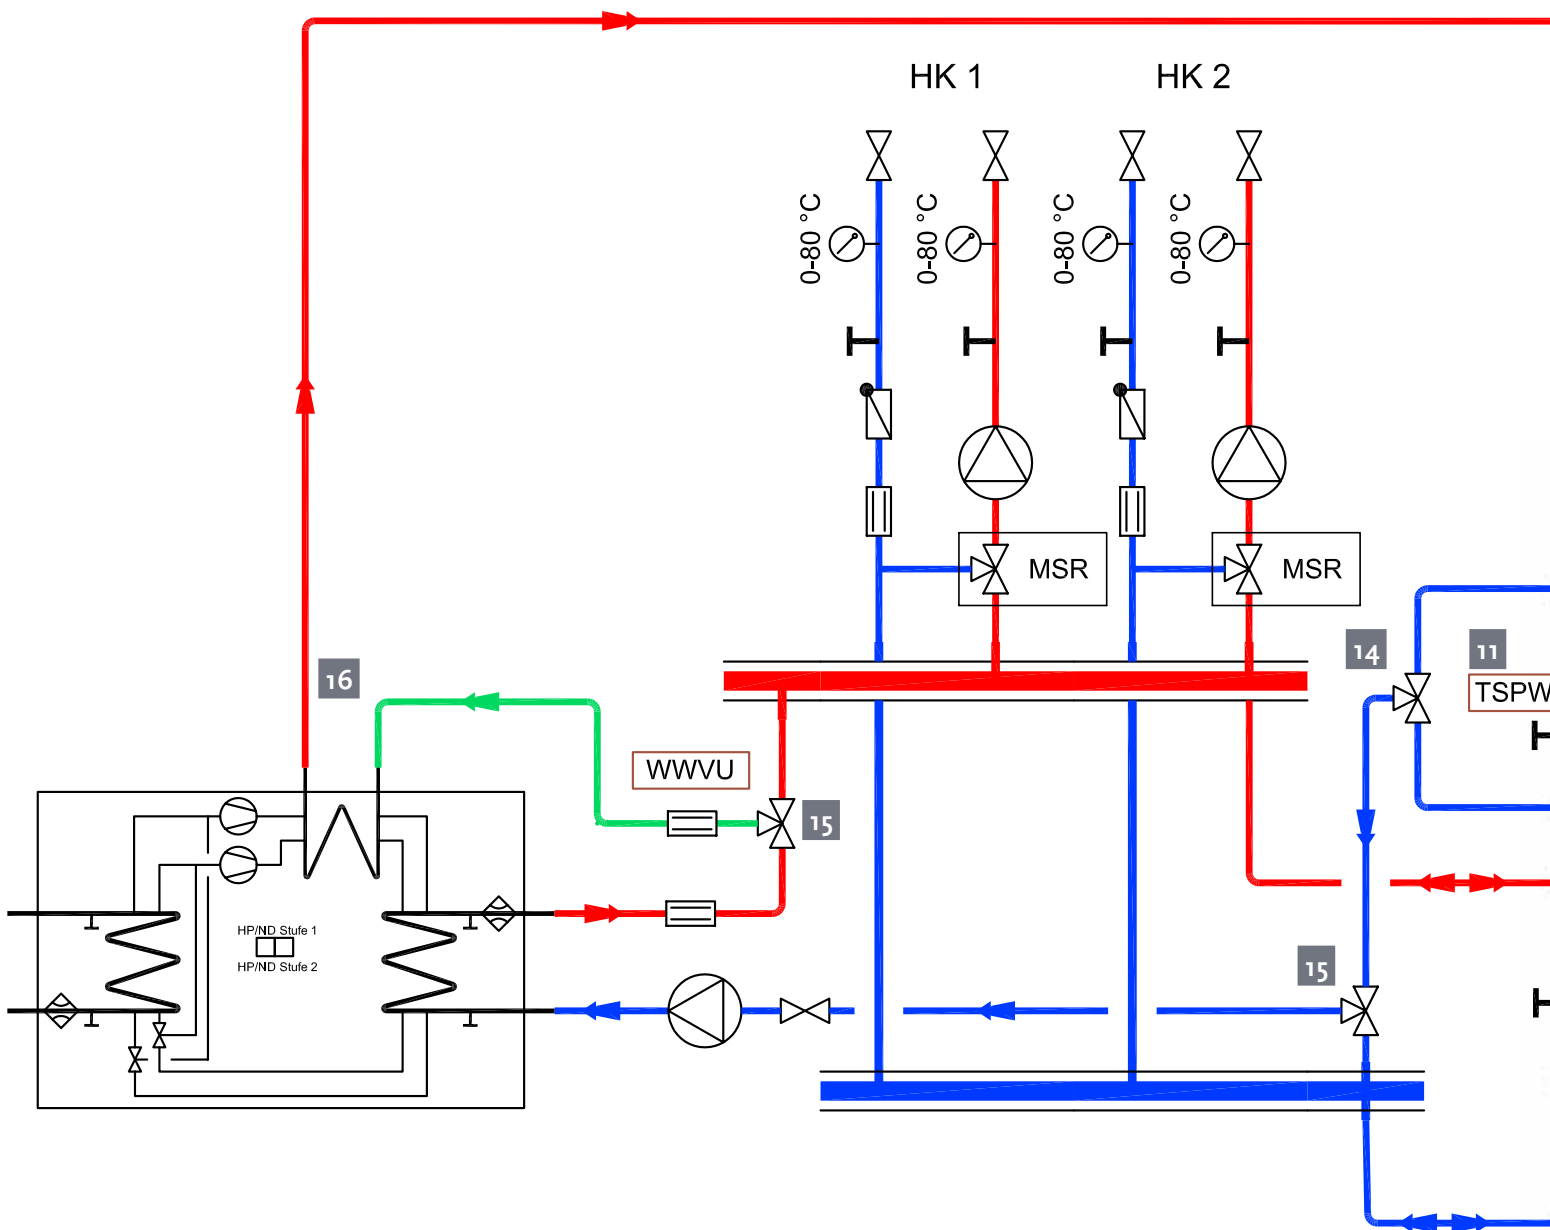 HK 1
HK 2
0-80 °C
0-80 °C
0-80 °C
0-80 °C
MSR
MSR
14
11
16
TSPW
WWVU
15
HP/ND Stufe 1
HP/ND Stufe 2
15